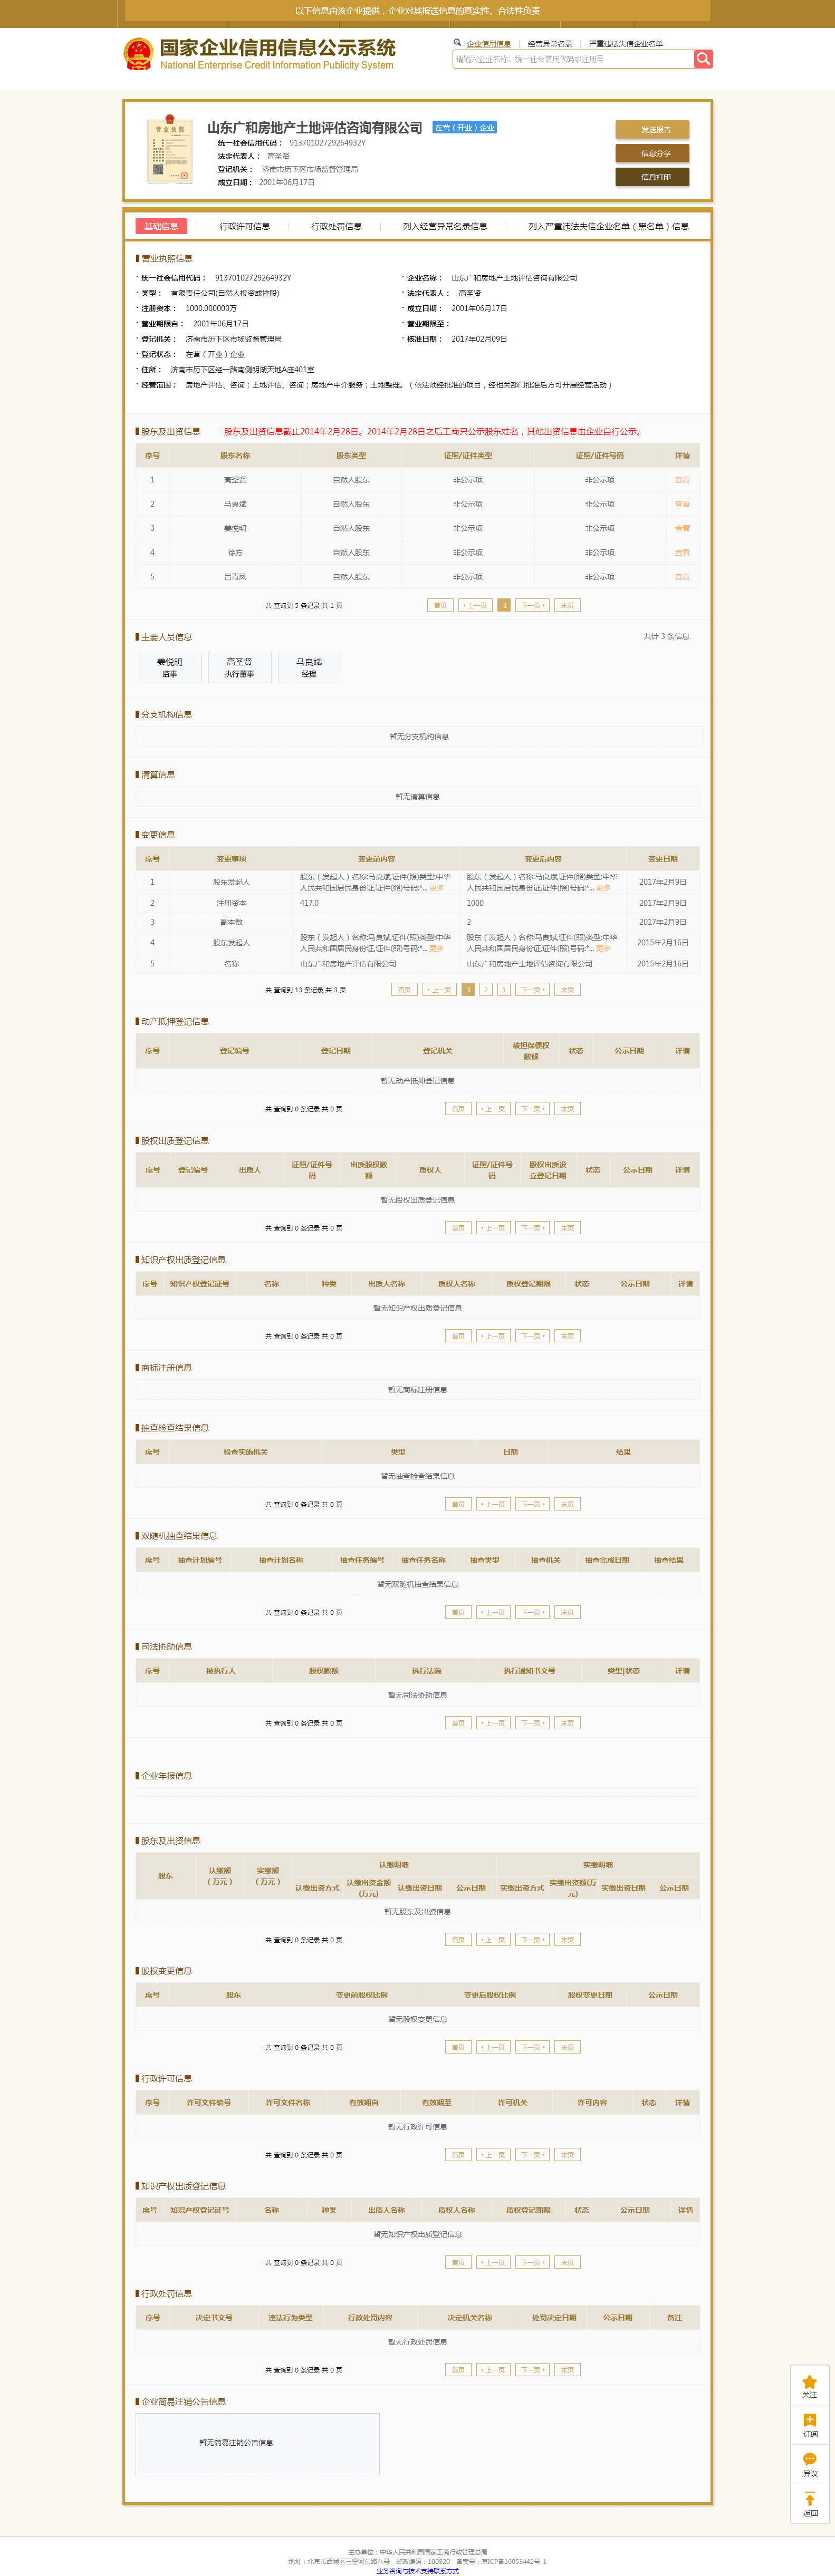 以下信息由该企业提供，企业对其报送信息的真实性、合法性负责
国家企业信用信息公示系统
National Enterprise Credit Information Publicity System
企业信用信息 | 经营异常名录 | 严重违法失信企业名单
请输入企业名称、统一社会信用代码或注册号
营业执照
山东广和房地产土地评估咨询有限公司 在营（开业）企业
统一社会信用代码： 91370102729264932Y
法定代表人： 高圣贤
登记机关： 济南市历下区市场监督管理局
成立日期： 2001年06月17日
发送报告
信息分享
信息打印
基础信息 | 行政许可信息 | 行政处罚信息 | 列入经营异常名录信息 | 列入严重违法失信企业名单（黑名单）信息
营业执照信息
· 统一社会信用代码： 91370102729264932Y · 企业名称： 山东广和房地产土地评估咨询有限公司
· 类型： 有限责任公司(自然人投资或控股) · 法定代表人： 高圣贤
· 注册资本： 1000.000000万 · 成立日期： 2001年06月17日
· 营业期限自： 2001年06月17日 · 营业期限至：
· 登记机关： 济南市历下区市场监督管理局 · 核准日期： 2017年02月09日
· 登记状态： 在营（开业）企业
· 住所： 济南市历下区经一路南侧明湖天地A座401室
· 经营范围： 房地产评估、咨询；土地评估、咨询；房地产中介服务；土地整理。（依法须经批准的项目，经相关部门批准后方可开展经营活动）
股东及出资信息 股东及出资信息截止2014年2月28日。2014年2月28日之后工商只公示股东姓名，其他出资信息由企业自行公示。
序号 股东名称 股东类型 证照/证件类型 证照/证件号码 详情
1 高圣贤 自然人股东 非公示项 非公示项 查看
2 马良斌 自然人股东 非公示项 非公示项 查看
3 姜悦明 自然人股东 非公示项 非公示项 查看
4 徐方 自然人股东 非公示项 非公示项 查看
5 吕青凤 自然人股东 非公示项 非公示项 查看
共 查询到 5 条记录 共 1 页 首页 上一页 1 下一页 末页
主要人员信息 共计 3 条信息
姜悦明 高圣贤 马良斌
监事 执行董事 经理
分支机构信息
暂无分支机构信息
清算信息
暂无清算信息
变更信息
序号 变更事项 变更前内容 变更后内容 变更日期
1 股东发起人 股东（发起人）名称:马良斌,证件(照)类型:中华人民共和国居民身份证,证件(照)号码:*... 更多 股东（发起人）名称:马良斌,证件(照)类型:中华人民共和国居民身份证,证件(照)号码:*... 更多 2017年2月9日
2 注册资本 417.0 1000 2017年2月9日
3 副本数 2 2017年2月9日
4 股东发起人 股东（发起人）名称:马良斌,证件(照)类型:中华人民共和国居民身份证,证件(照)号码:*... 更多 股东（发起人）名称:马良斌,证件(照)类型:中华人民共和国居民身份证,证件(照)号码:*... 更多 2015年2月16日
5 名称 山东广和房地产评估有限公司 山东广和房地产土地评估咨询有限公司 2015年2月16日
共 查询到 13 条记录 共 3 页 首页 上一页 1 2 3 下一页 末页
动产抵押登记信息
序号 登记编号 登记日期 登记机关 被担保债权数额 状态 公示日期 详情
暂无动产抵押登记信息
共 查询到 0 条记录 共 0 页 首页 上一页 下一页 末页
股权出质登记信息
序号 登记编号 出质人 证照/证件号码 出质股权数额 质权人 证照/证件号码 股权出质设立登记日期 状态 公示日期 详情
暂无股权出质登记信息
共 查询到 0 条记录 共 0 页 首页 上一页 下一页 末页
知识产权出质登记信息
序号 知识产权登记证号 名称 种类 出质人名称 质权人名称 质权登记期限 状态 公示日期 详情
暂无知识产权出质登记信息
共 查询到 0 条记录 共 0 页 首页 上一页 下一页 末页
商标注册信息
暂无商标注册信息
抽查检查结果信息
序号 检查实施机关 类型 日期 结果
暂无抽查检查结果信息
共 查询到 0 条记录 共 0 页 首页 上一页 下一页 末页
双随机抽查结果信息
序号 抽查计划编号 抽查计划名称 抽查任务编号 抽查任务名称 抽查类型 抽查机关 抽查完成日期 抽查结果
暂无双随机抽查结果信息
共 查询到 0 条记录 共 0 页 首页 上一页 下一页 末页
司法协助信息
序号 被执行人 股权数额 执行法院 执行通知书文号 类型|状态 详情
暂无司法协助信息
共 查询到 0 条记录 共 0 页 首页 上一页 下一页 末页
企业年报信息
股东及出资信息
股东 认缴额（万元） 实缴额（万元） 认缴明细 实缴明细
认缴出资方式 认缴出资金额(万元) 认缴出资日期 公示日期 实缴出资方式 实缴出资额(万元) 实缴出资日期 公示日期
暂无股东及出资信息
共 查询到 0 条记录 共 0 页 首页 上一页 下一页 末页
股权变更信息
序号 股东 变更前股权比例 变更后股权比例 股权变更日期 公示日期
暂无股权变更信息
共 查询到 0 条记录 共 0 页 首页 上一页 下一页 末页
行政许可信息
序号 许可文件编号 许可文件名称 有效期自 有效期至 许可机关 许可内容 状态 详情
暂无行政许可信息
共 查询到 0 条记录 共 0 页 首页 上一页 下一页 末页
知识产权出质登记信息
序号 知识产权登记证号 名称 种类 出质人名称 质权人名称 质权登记期限 状态 公示日期 详情
暂无知识产权出质登记信息
共 查询到 0 条记录 共 0 页 首页 上一页 下一页 末页
行政处罚信息
序号 决定书文号 违法行为类型 行政处罚内容 决定机关名称 处罚决定日期 公示日期 备注
暂无行政处罚信息
共 查询到 0 条记录 共 0 页 首页 上一页 下一页 末页
企业简易注销公告信息
暂无简易注销公告信息
关注
订阅
异议
返回
主办单位：中华人民共和国国家工商行政管理总局
地址：北京市西城区三里河东路八号 邮政编码：100820 备案号：京ICP备16053442号-1
业务咨询与技术支持联系方式